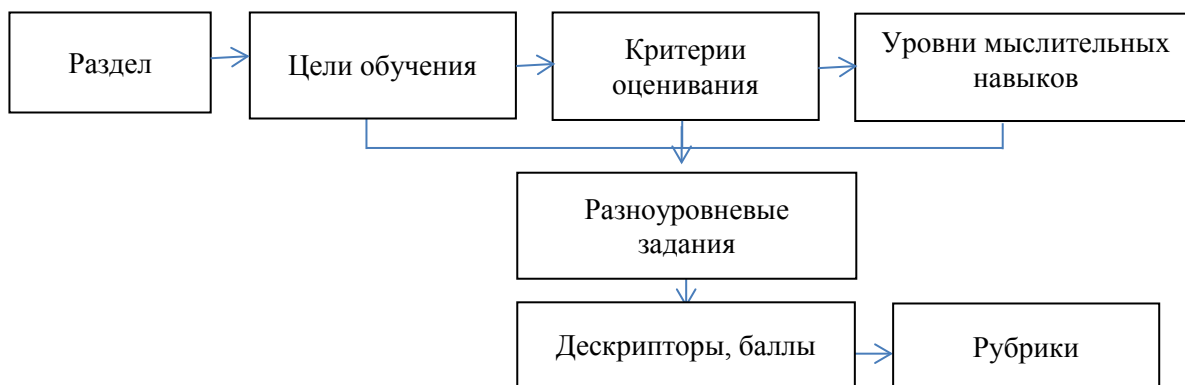 Раздел
Цели обучения
Критерии
оценивания
Уровни мыслительных
навыков
Разноуровневые
задания
Дескрипторы, баллы
Рубрики